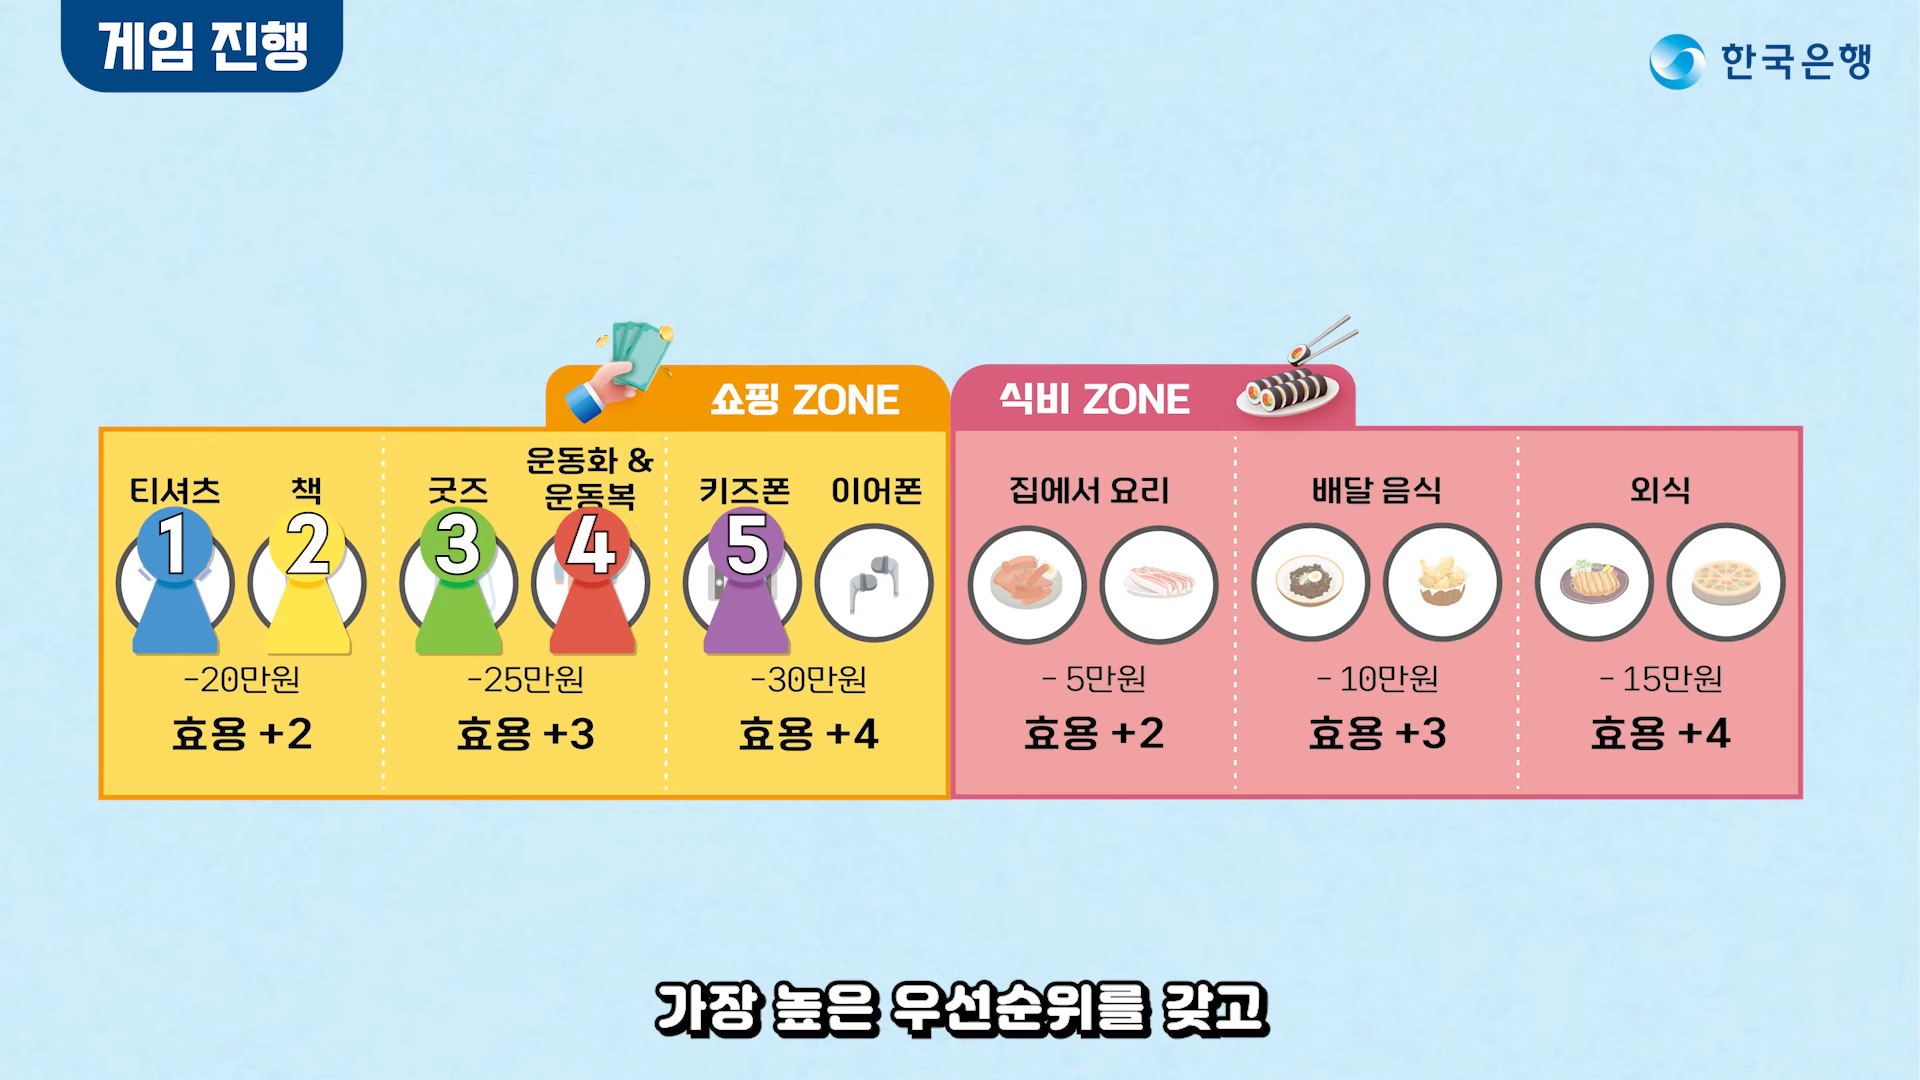 게임 진행
한국은행
쇼핑 ZONE
식비 ZONE
티셔츠
책
굿즈
운동화 &
운동복
키즈폰
이어폰
집에서 요리
배달 음식
외식
1
2
3
4
5
-20만원
-25만원
-30만원
- 5만원
- 10만원
- 15만원
효용 +2
효용 +3
효용 +4
효용 +2
효용 +3
효용 +4
가장 높은 우선순위를 갖고